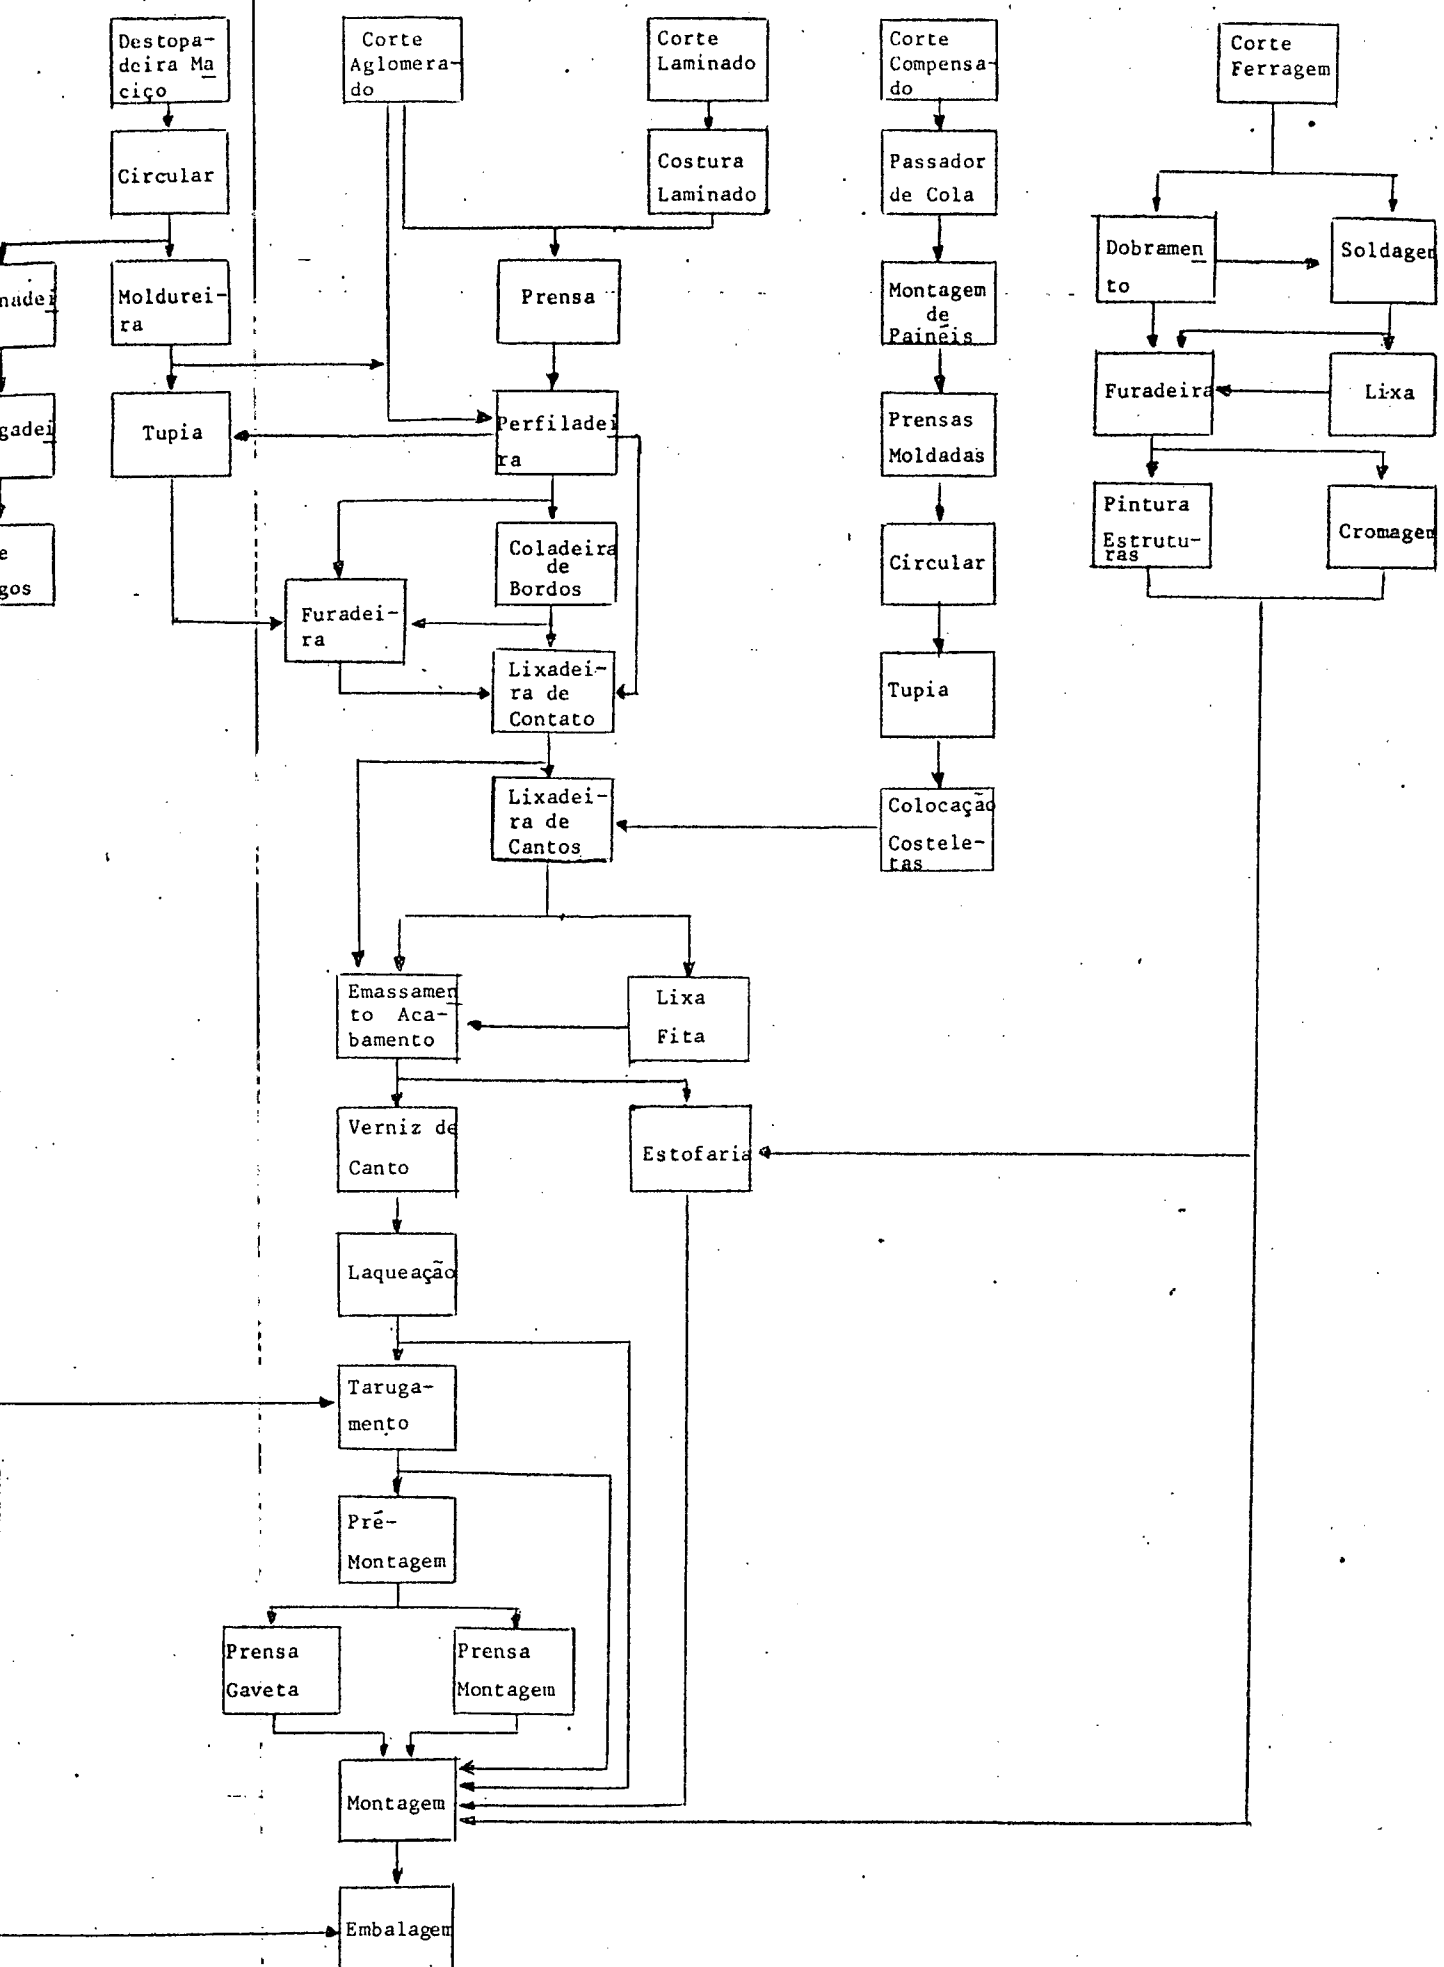 Destopa-
deira Ma
ciço
Corte
Aglomera-
do
Corte
Laminado
Corte
Compensa-
do
Corte
Ferragem
Circular
Costura
Laminado
Passador
de Cola
nadei
Moldurei-
ra
Prensa
Montagem
de
Painéis
Dobramen
to
Soldagem
gadei
Tupia
Perfiladei
ra
Prensas
Moldadas
Furadeira
Lixa
e
gos
Furadei-
ra
Coladeira
de
Bordos
Circular
Pintura
Estrutu-
ras
Cromagem
Lixadei-
ra de
Contato
Tupia
Lixadei-
ra de
Cantos
Colocação
Costele-
tas
Emassamen
to Aca-
bamento
Lixa
Fita
Verniz de
Canto
Estofaria
Laqueação
Taruga-
mento
Pré-
Montagem
Prensa
Gaveta
Prensa
Montagem
Montagem
Embalagem